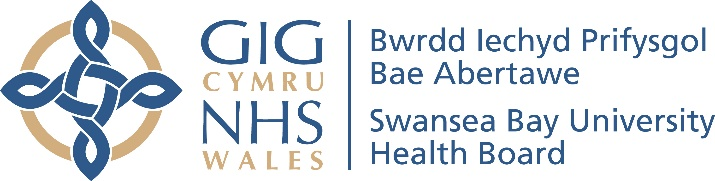 GIG
CYMRU
NHS
WALES
Bwrdd Iechyd Prifysgol
Bae Abertawe
Swansea Bay University
Health Board